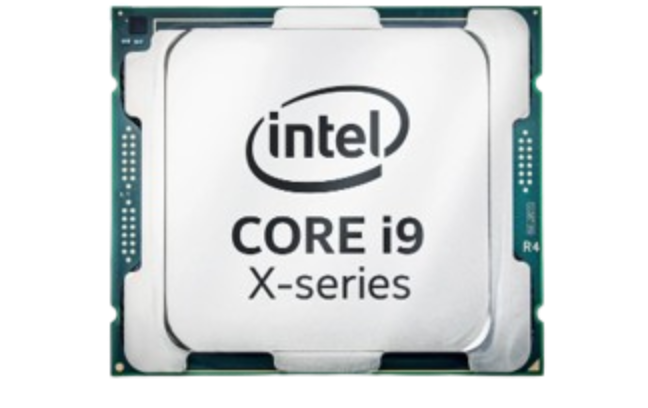 intel
CORE i9
X-series
R4